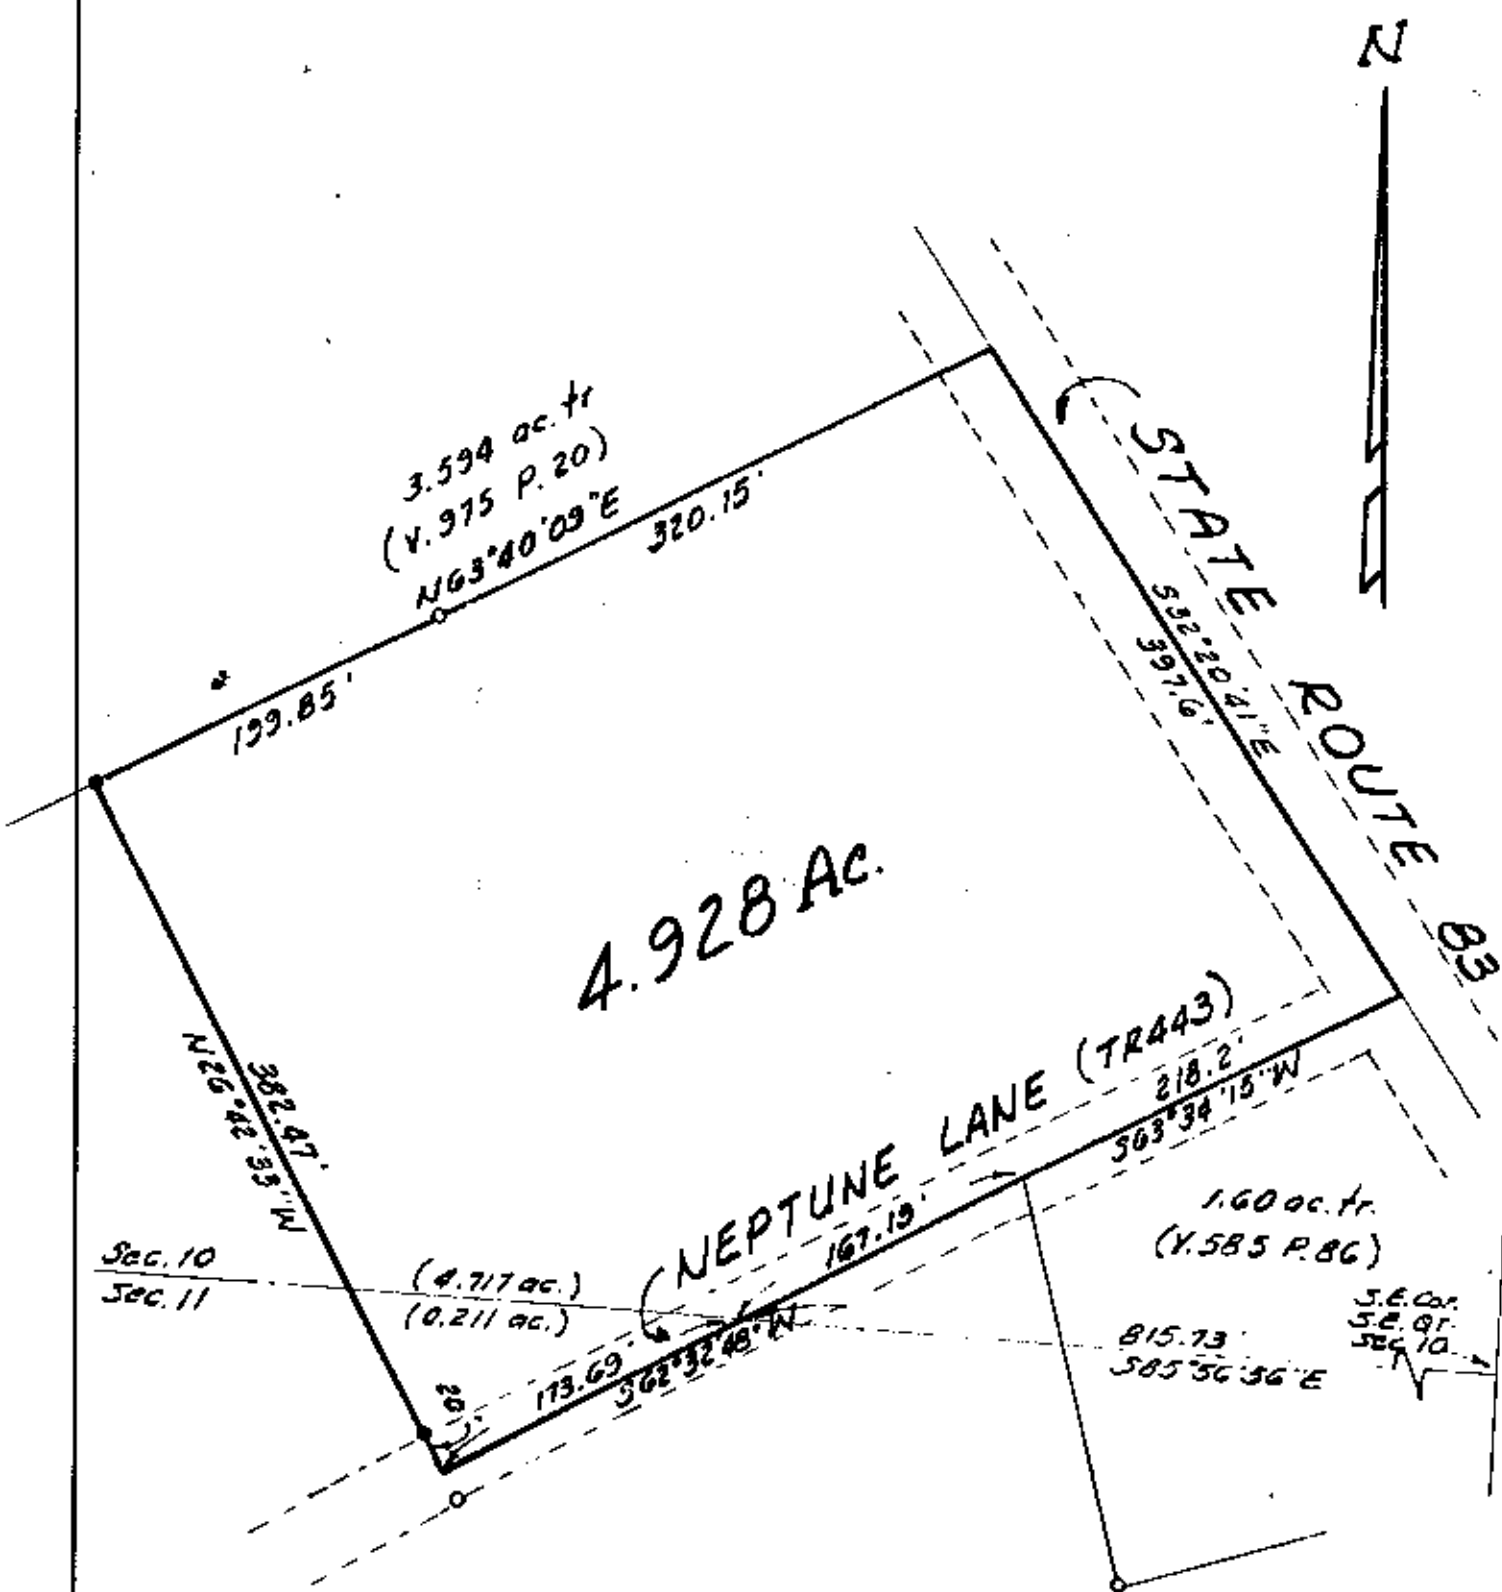 N
3.594 ac. tr
(V. 975 P. 20)
N63°40'09"E
320.15'
199.85'
STATE ROUTE 83
S32°20'41"E
397.6'
4.928 Ac.
382.47'
N26°42'33"W
NEPTUNE LANE (TR443)
218.2'
S63°34'15"W
167.19'
1.60 ac. tr.
(V. 585 P. 86)
Sec. 10
Sec. 11
(4.717 ac.)
(0.211 ac.)
S.E. Cor.
S.E. qr.
Sec. 10
815.73'
S85°56'56"E
173.69'
S62°32'48"W
20'